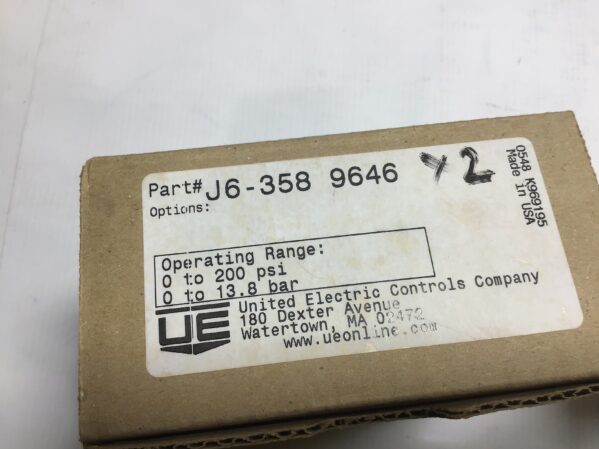 Part# J6-358 9646
Options:
42
0548 K969195
Made in USA
Operating Range:
0 to 200 psi
0 to 13.8 bar
UE
United Electric Controls Company
180 Dexter Avenue
Watertown, MA 02472
www.ueonline.com